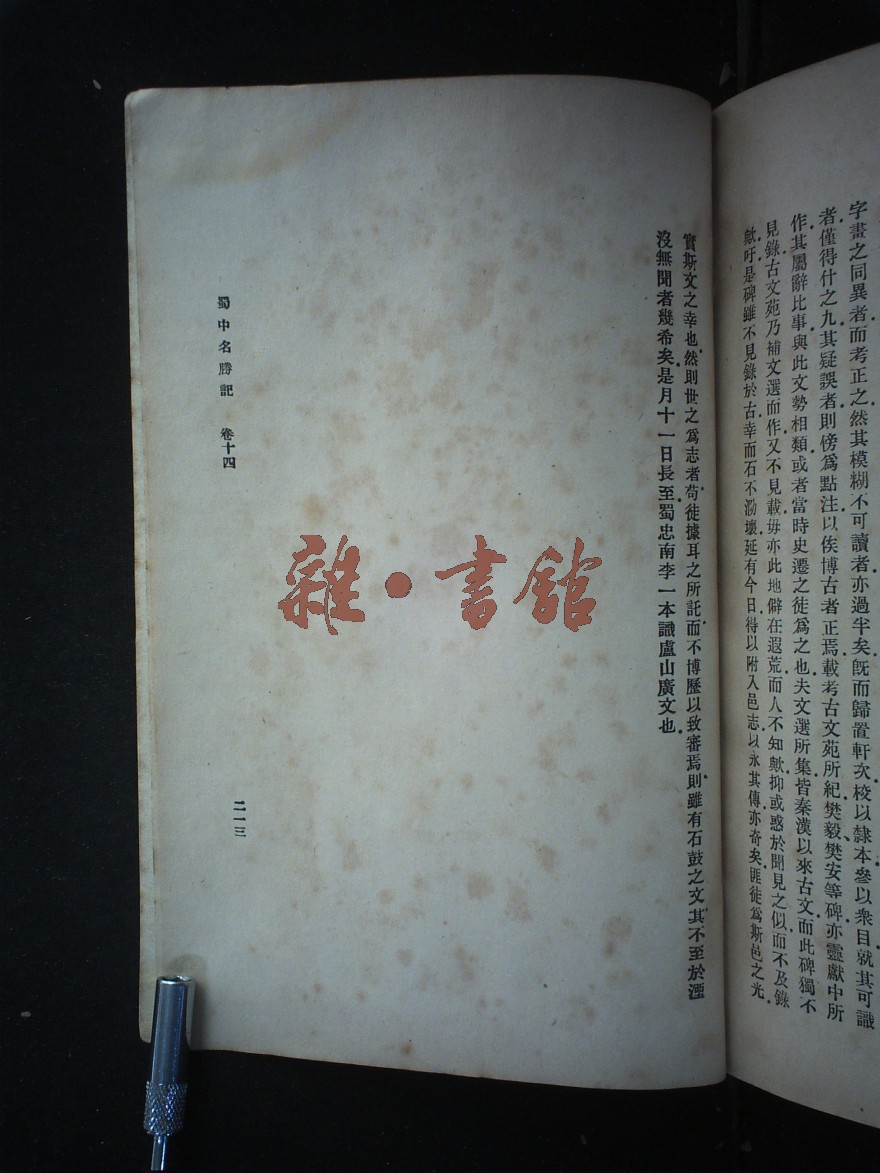 字畫之同異者而考正之然其模糊不可讀者亦過半矣旣而歸置軒次校以隸本參以衆目就其可識
者僅得什之九其疑誤者則傍爲點注以俟博古者正焉載考古文苑所紀樊毅樊安等碑亦靈獻中所
作其屬辭比事與此文勢相類或者當時史遷之徒爲之也夫文選所集皆秦漢以來古文而此碑獨不
見錄古文苑乃補文選而作又不見載毋亦此地僻在遐荒而人不知歟抑或惑於聞見之似而不及錄
歟吁是碑雖不見錄於古幸而石不泐壞延有今日得以附入邑志以永其傳亦奇矣匪徒爲斯邑之光
實斯文之幸也然則世之爲志者苟徒據耳之所託而不博歷以致審焉則雖有石鼓之文其不至於湮
沒無聞者幾希矣是月十一日長至蜀忠南李一本識盧山廣文也
蜀中名勝記 卷十四
二一三
雜·書館